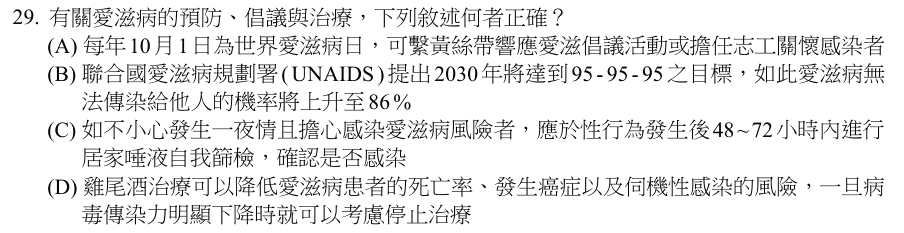 29. 有關愛滋病的預防、倡議與治療，下列敘述何者正確？
(A) 每年10月1日為世界愛滋病日，可繫黃絲帶響應愛滋倡議活動或擔任志工關懷感染者
(B) 聯合國愛滋病規劃署(UNAIDS)提出2030年將達到95-95-95之目標，如此愛滋病無
法傳染給他人的機率將上升至86%
(C) 如不小心發生一夜情且擔心感染愛滋病風險者，應於性行為發生後48~72小時內進行
居家唾液自我篩檢，確認是否感染
(D) 雞尾酒治療可以降低愛滋病患者的死亡率、發生癌症以及伺機性感染的風險，一旦病
毒傳染力明顯下降時就可以考慮停止治療